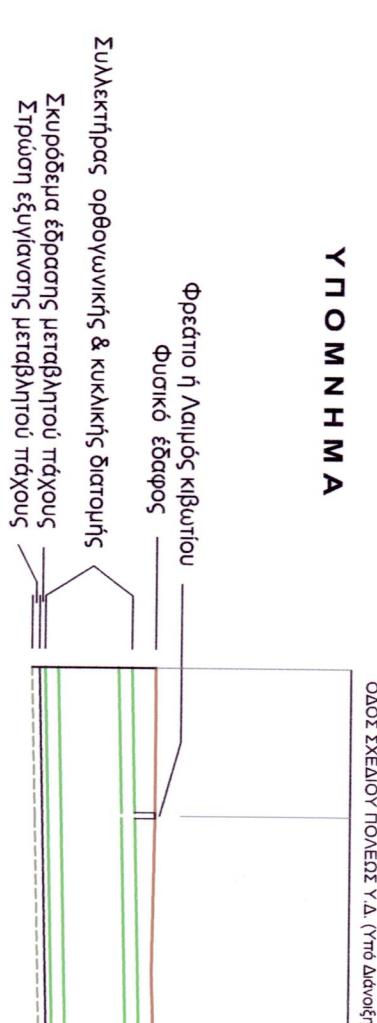 ΟΔΟΣ ΣΧΕΔΙΟΥ ΠΟΛΕΩΣ Υ.Δ. (Υπό Διάνοιξη
ΥΠΟΜΝΗΜΑ
Φρεάτιο ή Λαιμός κιβωτίου
Φυσικό έδαφος
Συλλεκτήρας ορθογωνικής & κυκλικής διατομής
Σκυρόδεμα έδρασης μεταβλητού πάχους
Στρώση εξυγίανσης μεταβλητού πάχους